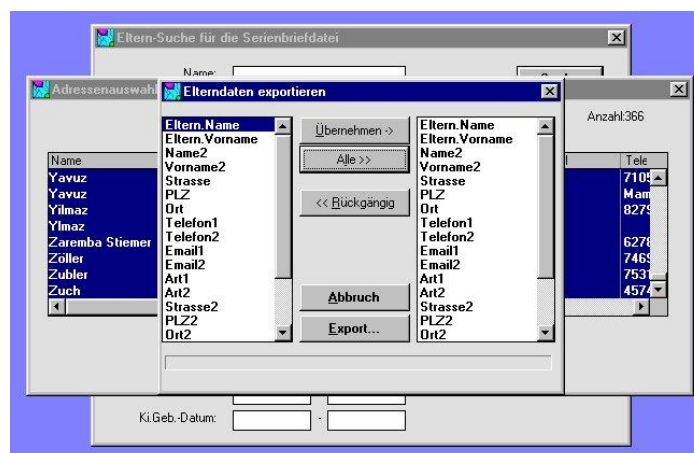 Eltern-Suche für die Serienbriefdatei
Name:
Adressenauswahl
Elterndaten exportieren
Anzahl:366
Eltern.Name
Eltern.Vorname
Name2
Vorname2
Strasse
PLZ
Ort
Telefon1
Telefon2
Email1
Email2
Art1
Art2
Strasse2
PLZ2
Ort2
Übernehmen ->
Alle >>
<< Rückgängig
Abbruch
Export...
Eltern.Name
Eltern.Vorname
Name2
Vorname2
Strasse
PLZ
Ort
Telefon1
Telefon2
Email1
Email2
Art1
Art2
Strasse2
PLZ2
Ort2
Name Tele
Yavuz 7105
Yavuz Mam
Yilmaz 8275
Ylmaz
Zaremba Stiemer 6278
Zöller 7469
Zubler 7531
Zuch 4574
Ki.Geb.-Datum: -